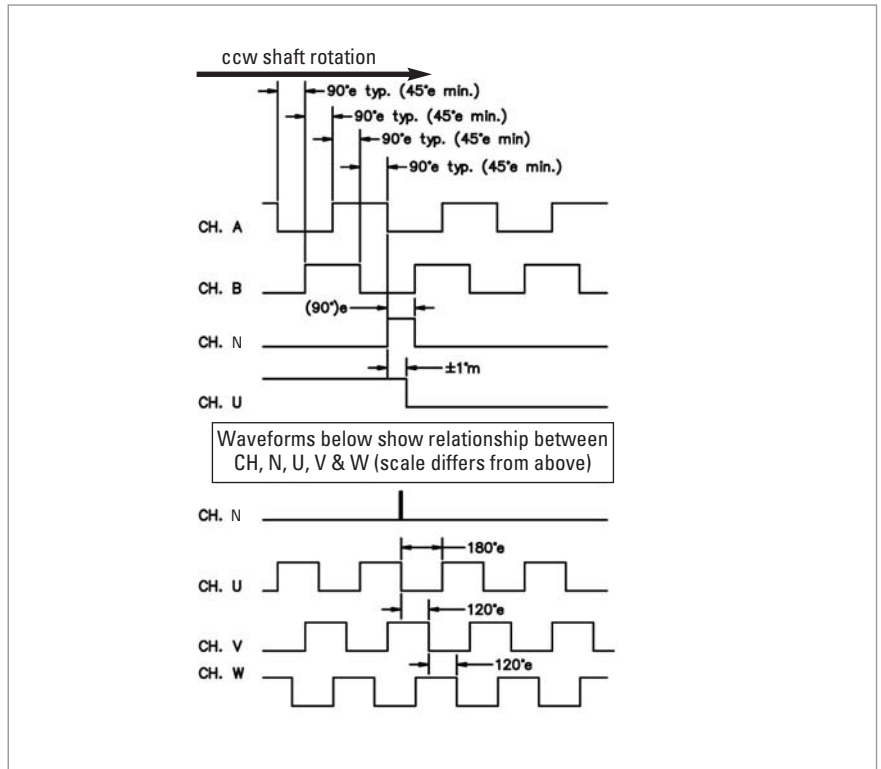 ccw shaft rotation
90°e typ. (45°e min.)
90°e typ. (45°e min.)
90°e typ. (45°e min)
90°e typ. (45°e min.)
CH. A
CH. B
(90°)e
CH. N
±1°m
CH. U
Waveforms below show relationship between
CH, N, U, V & W (scale differs from above)
CH. N
180°e
CH. U
120°e
CH. V
120°e
CH. W